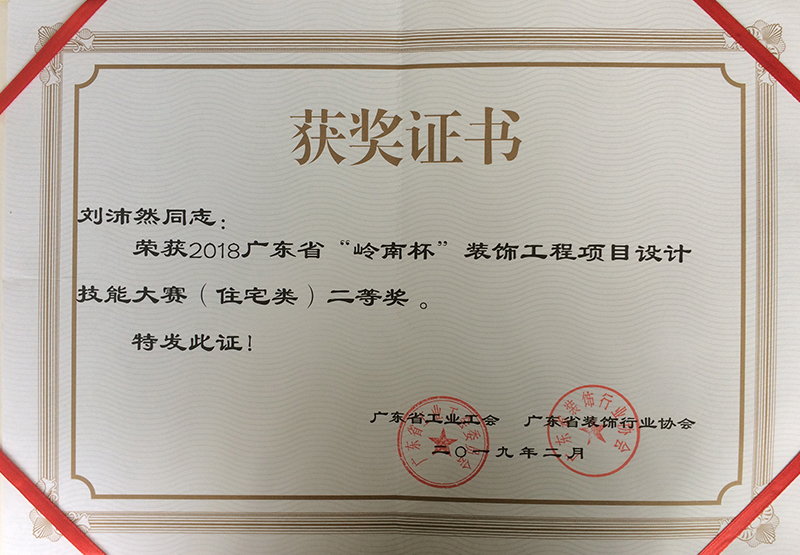 获奖证书
刘沛然同志：
荣获2018广东省“岭南杯”装饰工程项目设计
技能大赛（住宅类）二等奖。
特发此证！
广东省工业工会 广东省装饰行业协会
二〇一九年二月